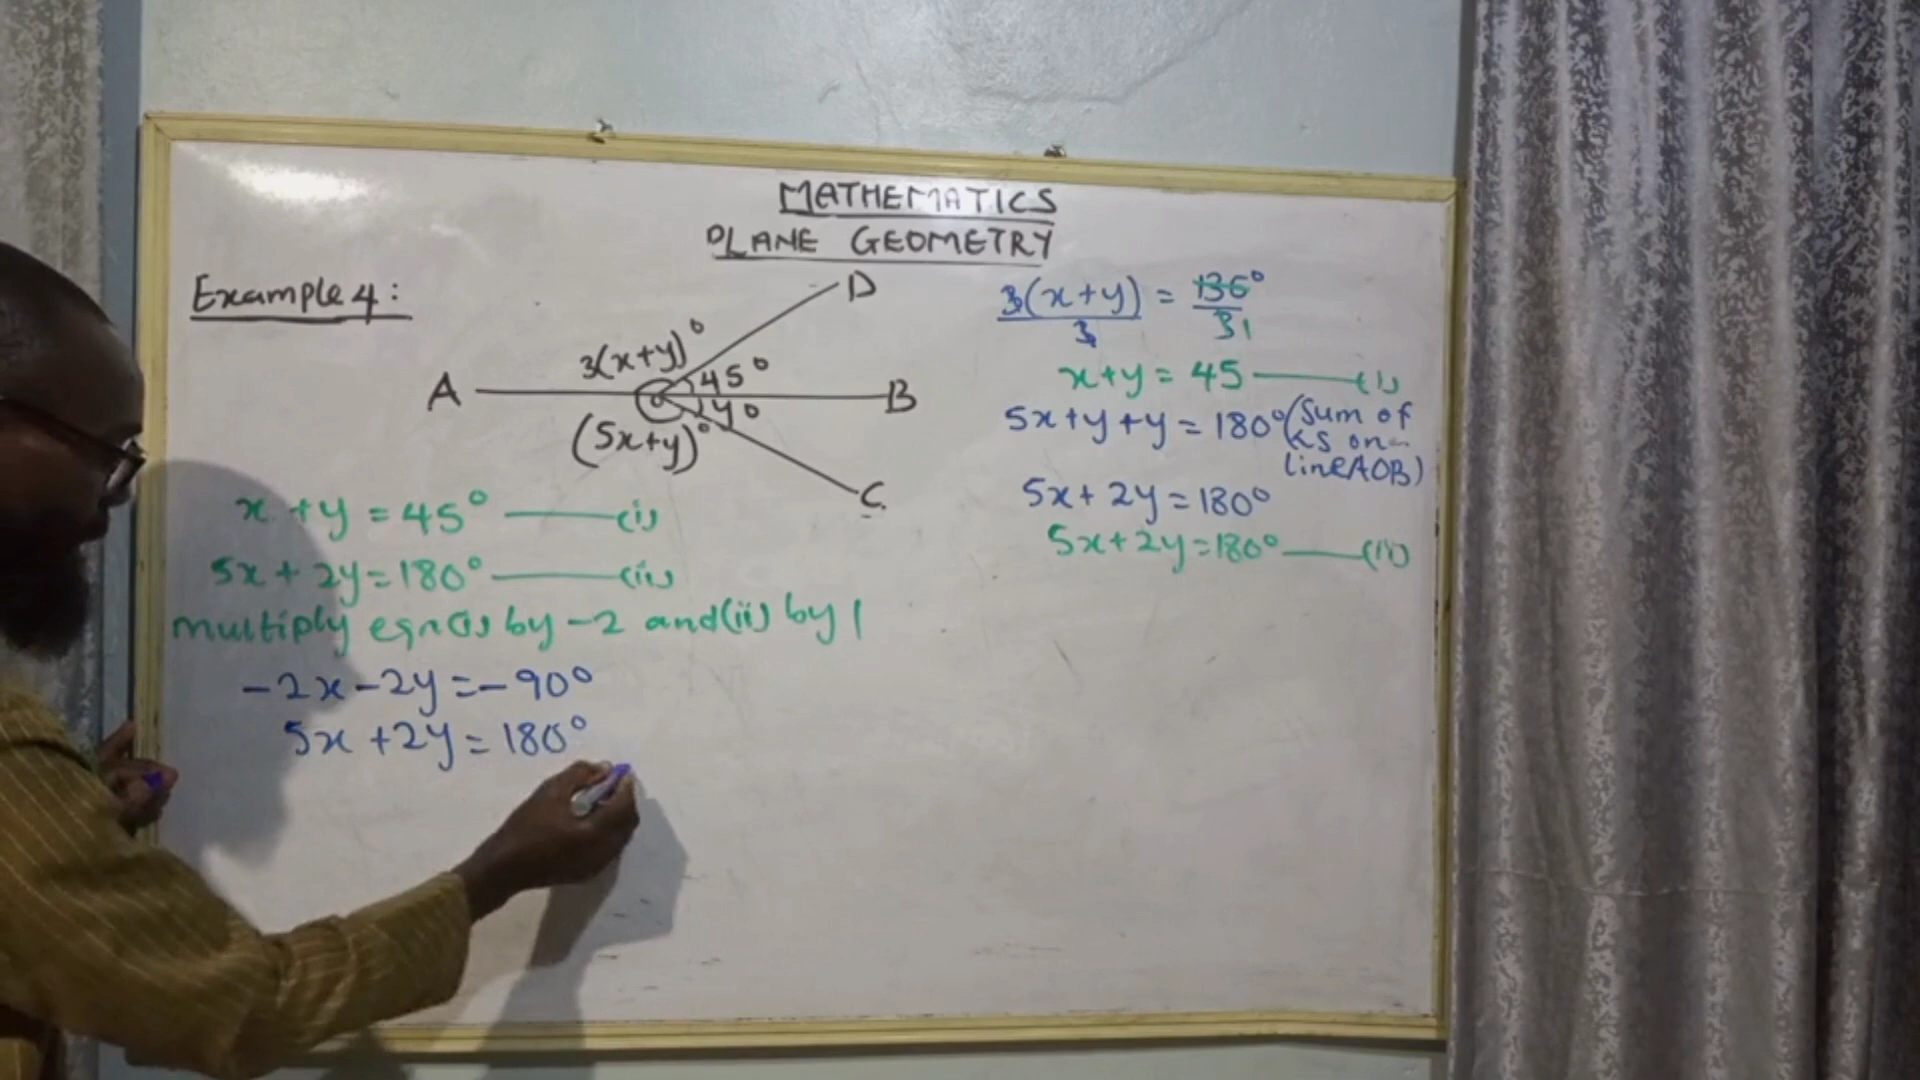 MATHEMATICS
PLANE GEOMETRY
Example 4:
D
3(x+y)°
45°
A
B
y°
(5x+y)°
C
x + y = 45° ——— (i)
5x + 2y = 180° ——— (ii)
multiply eqn(i) by -2 and (ii) by 1
-2x - 2y = -90°
5x + 2y = 180°
3(x+y) = 136°
3 31
x+y = 45 ——— (i)
5x+y+y = 180° (Sum of
<s on
line AOB)
5x + 2y = 180°
5x+2y=180° ——— (ii)